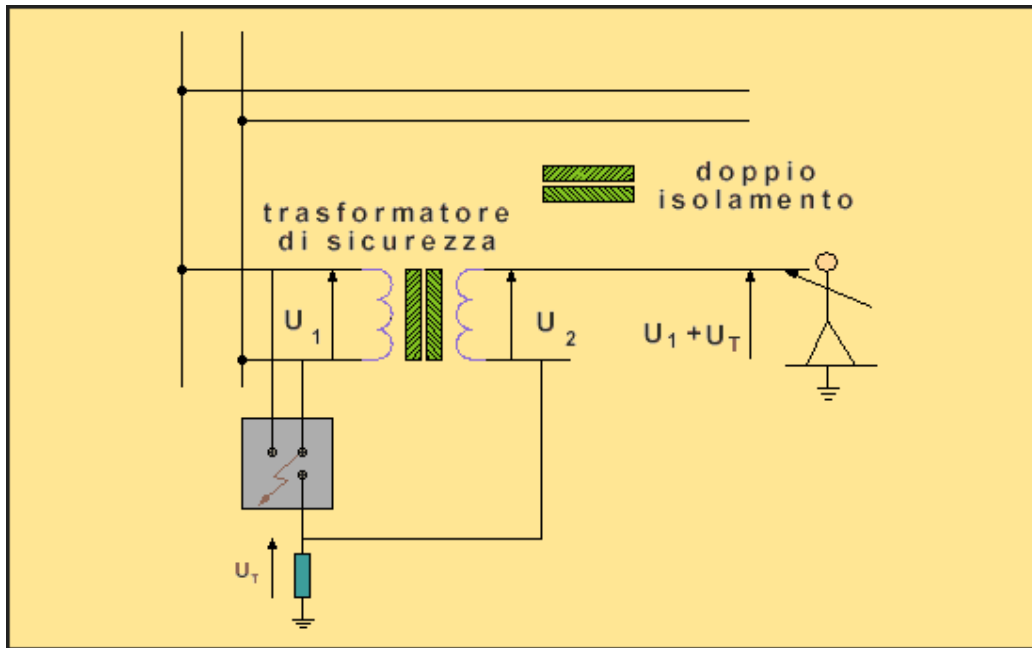 doppio
isolamento
trasformatore
di sicurezza
U1
U2
U1+UT
UT